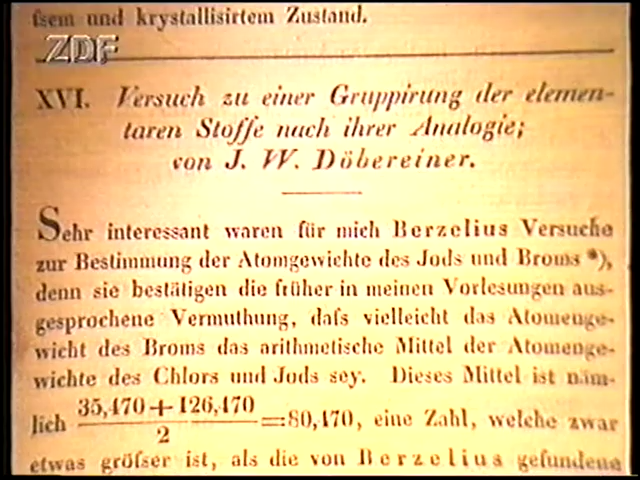 ſsem und krystallisirtem Zustand.
ZDF
XVI. Versuch zu einer Gruppirung der elemen-
taren Stoffe nach ihrer Analogie;
von J. W. Döbereiner.
Sehr interessant waren für mich Berzelius Versuche
zur Bestimmung der Atomgewichte des Jods und Broms *),
denn sie bestätigen die früher in meinen Vorlesungen aus-
gesprochene Vermuthung, daſs vielleicht das Atomenge-
wicht des Broms das arithmetische Mittel der Atomenge-
wichte des Chlors und Jods sey. Dieses Mittel ist näm-
lich (35,470+126,470)/2=80,470, eine Zahl, welche zwar
etwas gröſser ist, als die von Berzelius gefundene